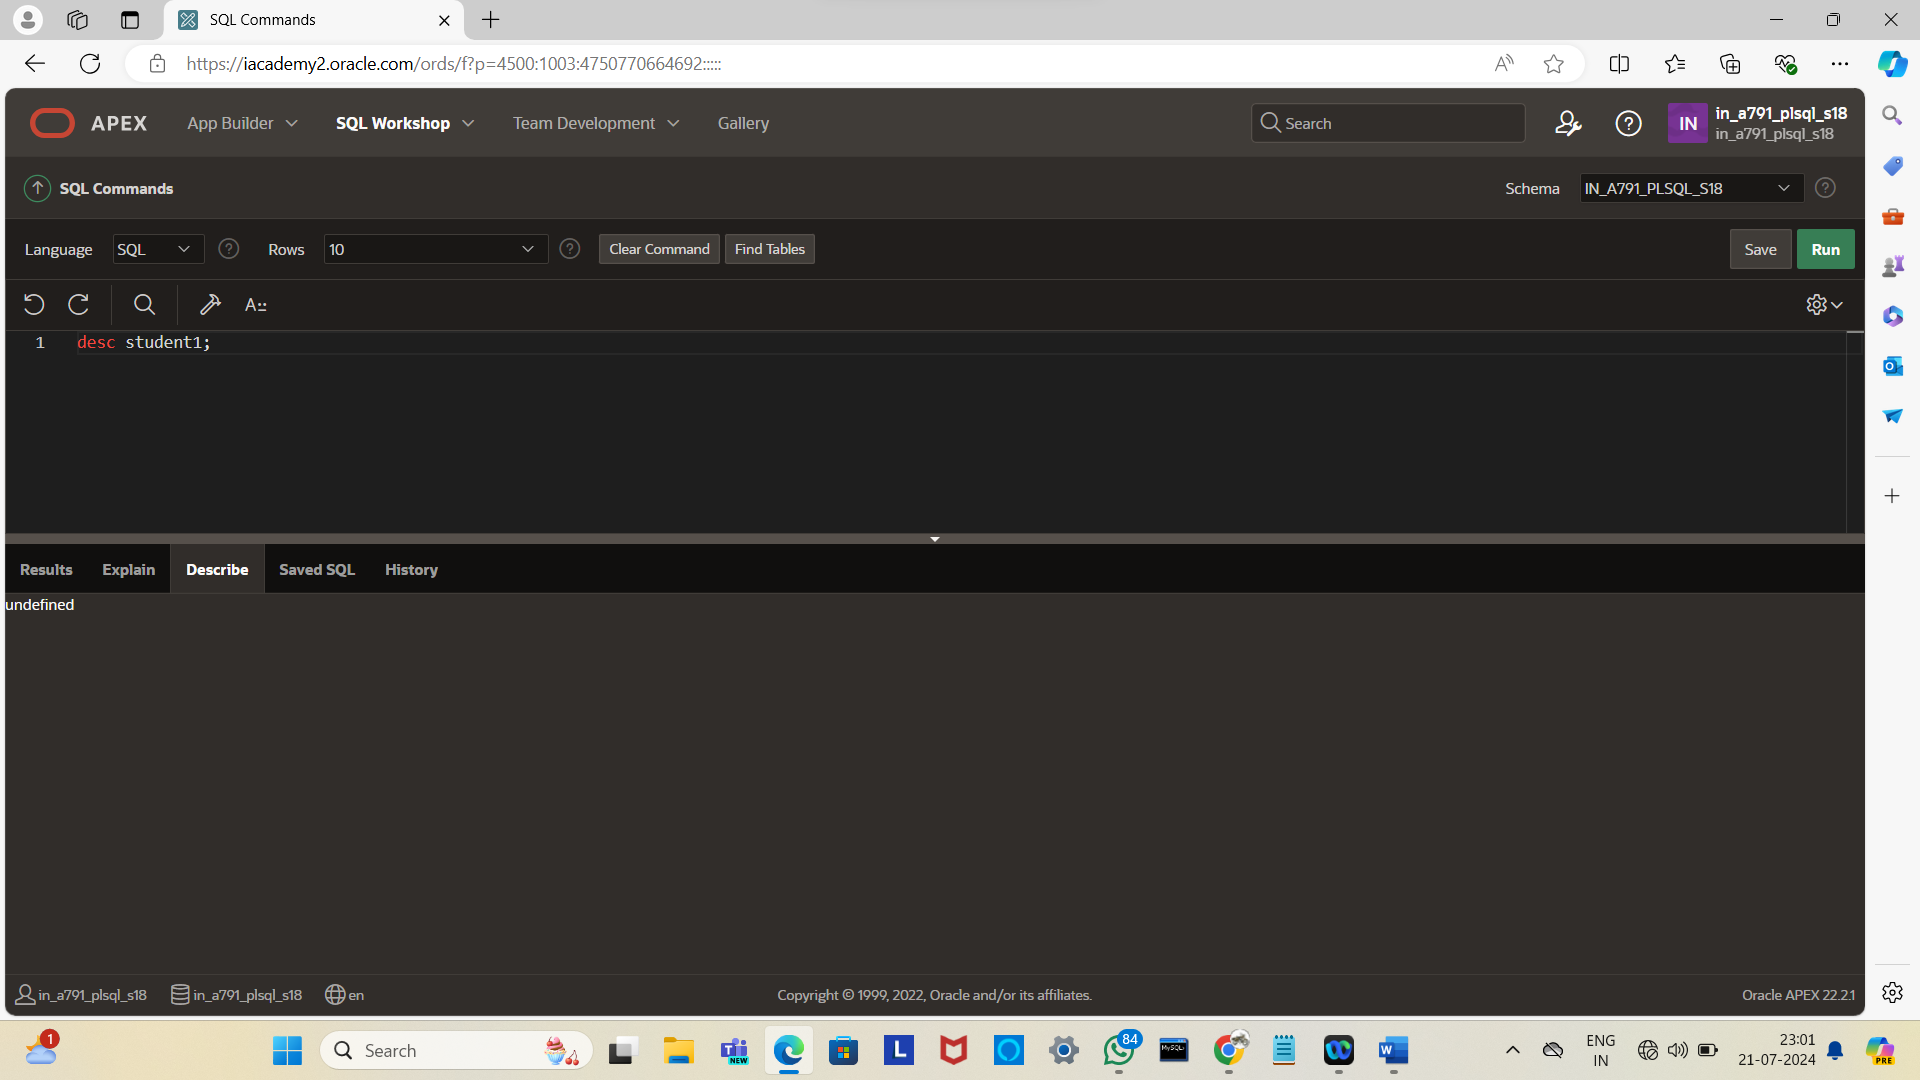 SQL Commands
https://iacademy2.oracle.com/ords/f?p=4500:1003:4750770664692:::::
APEX App Builder SQL Workshop Team Development Gallery Search IN in_a791_plsql_s18
in_a791_plsql_s18
SQL Commands Schema IN_A791_PLSQL_S18
Language SQL Rows 10 Clear Command Find Tables Save Run
A::
1 desc student1;
Results Explain Describe Saved SQL History
undefined
in_a791_plsql_s18 in_a791_plsql_s18 en Copyright © 1999, 2022, Oracle and/or its affiliates. Oracle APEX 22.2.1
1 Search NEW L 84 MySQL W ENG 23:01
IN 21-07-2024 PRE